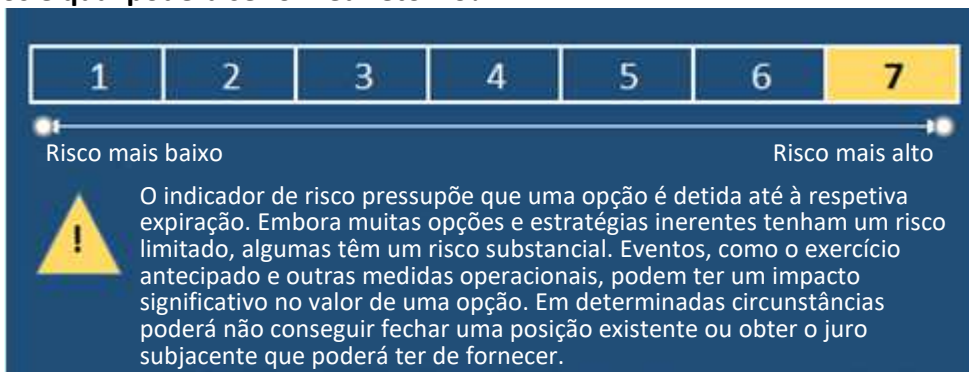 1 2 3 4 5 6 7
Risco mais baixo Risco mais alto
O indicador de risco pressupõe que uma opção é detida até à respetiva
expiração. Embora muitas opções e estratégias inerentes tenham um risco
limitado, algumas têm um risco substancial. Eventos, como o exercício
antecipado e outras medidas operacionais, podem ter um impacto
significativo no valor de uma opção. Em determinadas circunstâncias
poderá não conseguir fechar uma posição existente ou obter o juro
subjacente que poderá ter de fornecer.